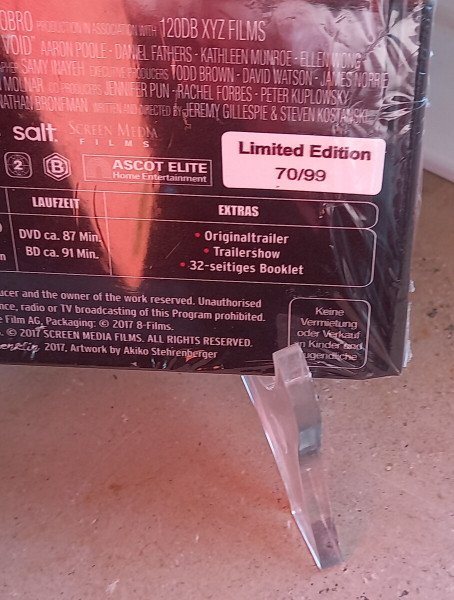 OBRO PRODUCTION IN ASSOCIATION WITH 120DB XYZ FILMS
VOID" AARON POOLE - DANIEL FATHERS - KATHLEEN MUNROE - ELLEN WONG
SAMY INAYEH EXECUTIVE PRODUCERS TODD BROWN - DAVID WATSON - JAMES NORRIE
MOLNAR CO PRODUCERS JENNIFER PUN - RACHEL FORBES - PETER KUPLOWSKY
NATHAN BRONFMAN WRITTEN AND DIRECTED BY JEREMY GILLESPIE & STEVEN KOSTANSKI
salt. SCREEN MEDIA
FILMS
Limited Edition
70/99
2 B ASCOT ELITE
Home Entertainment
LAUFZEIT EXTRAS
DVD ca. 87 Min.
BD ca. 91 Min.
• Originaltrailer
• Trailershow
• 32-seitiges Booklet
ucer and the owner of the work reserved. Unauthorised
nce, radio or TV broadcasting of this Program prohibited.
e Film AG, Packaging: © 2017 8-Films.
© 2017 SCREEN MEDIA FILMS. ALL RIGHTS RESERVED.
2017, Artwork by Akiko Stehrenberger
Keine
Vermietung
oder Verkauf
an Kinder und
Jugendliche